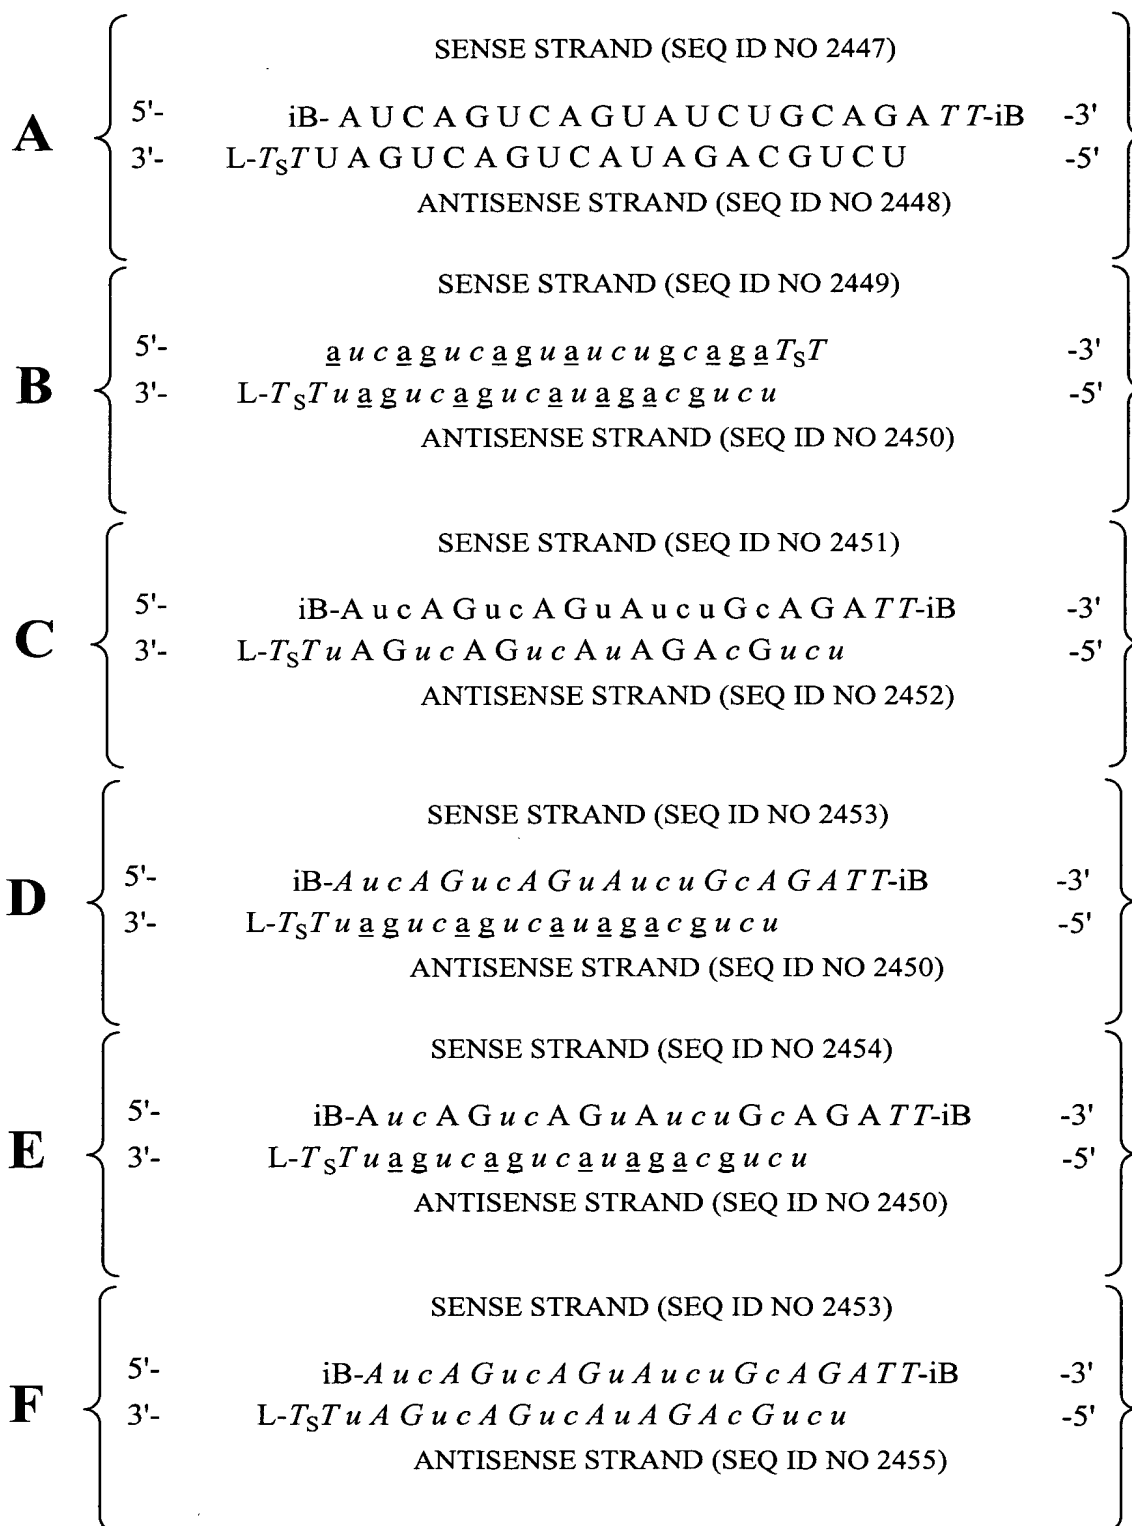 SENSE STRAND (SEQ ID NO 2447)
A 5'- iB- A U C A G U C A G U A U C U G C A G A T T-iB -3'
3'- L-TSTU A G U C A G U C A U A G A C G U C U -5'
ANTISENSE STRAND (SEQ ID NO 2448)
SENSE STRAND (SEQ ID NO 2449)
B 5'- a u c a g u c a g u a u c u g c a g a TST -3'
3'- L-TST u a g u c a g u c a u a g a c g u c u -5'
ANTISENSE STRAND (SEQ ID NO 2450)
SENSE STRAND (SEQ ID NO 2451)
C 5'- iB-A u c A G u c A G u A u c u G c A G A T T-iB -3'
3'- L-TST u A G u c A G u c A u A G A c G u c u -5'
ANTISENSE STRAND (SEQ ID NO 2452)
SENSE STRAND (SEQ ID NO 2453)
D 5'- iB-A u c A G u c A G u A u c u G c A G A T T-iB -3'
3'- L-TST u a g u c a g u c a u a g a c g u c u -5'
ANTISENSE STRAND (SEQ ID NO 2450)
SENSE STRAND (SEQ ID NO 2454)
E 5'- iB-A u c A G u c A G u A u c u G c A G A T T-iB -3'
3'- L-TST u a g u c a g u c a u a g a c g u c u -5'
ANTISENSE STRAND (SEQ ID NO 2450)
SENSE STRAND (SEQ ID NO 2453)
F 5'- iB-A u c A G u c A G u A u c u G c A G A T T-iB -3'
3'- L-TST u A G u c A G u c A u A G A c G u c u -5'
ANTISENSE STRAND (SEQ ID NO 2455)